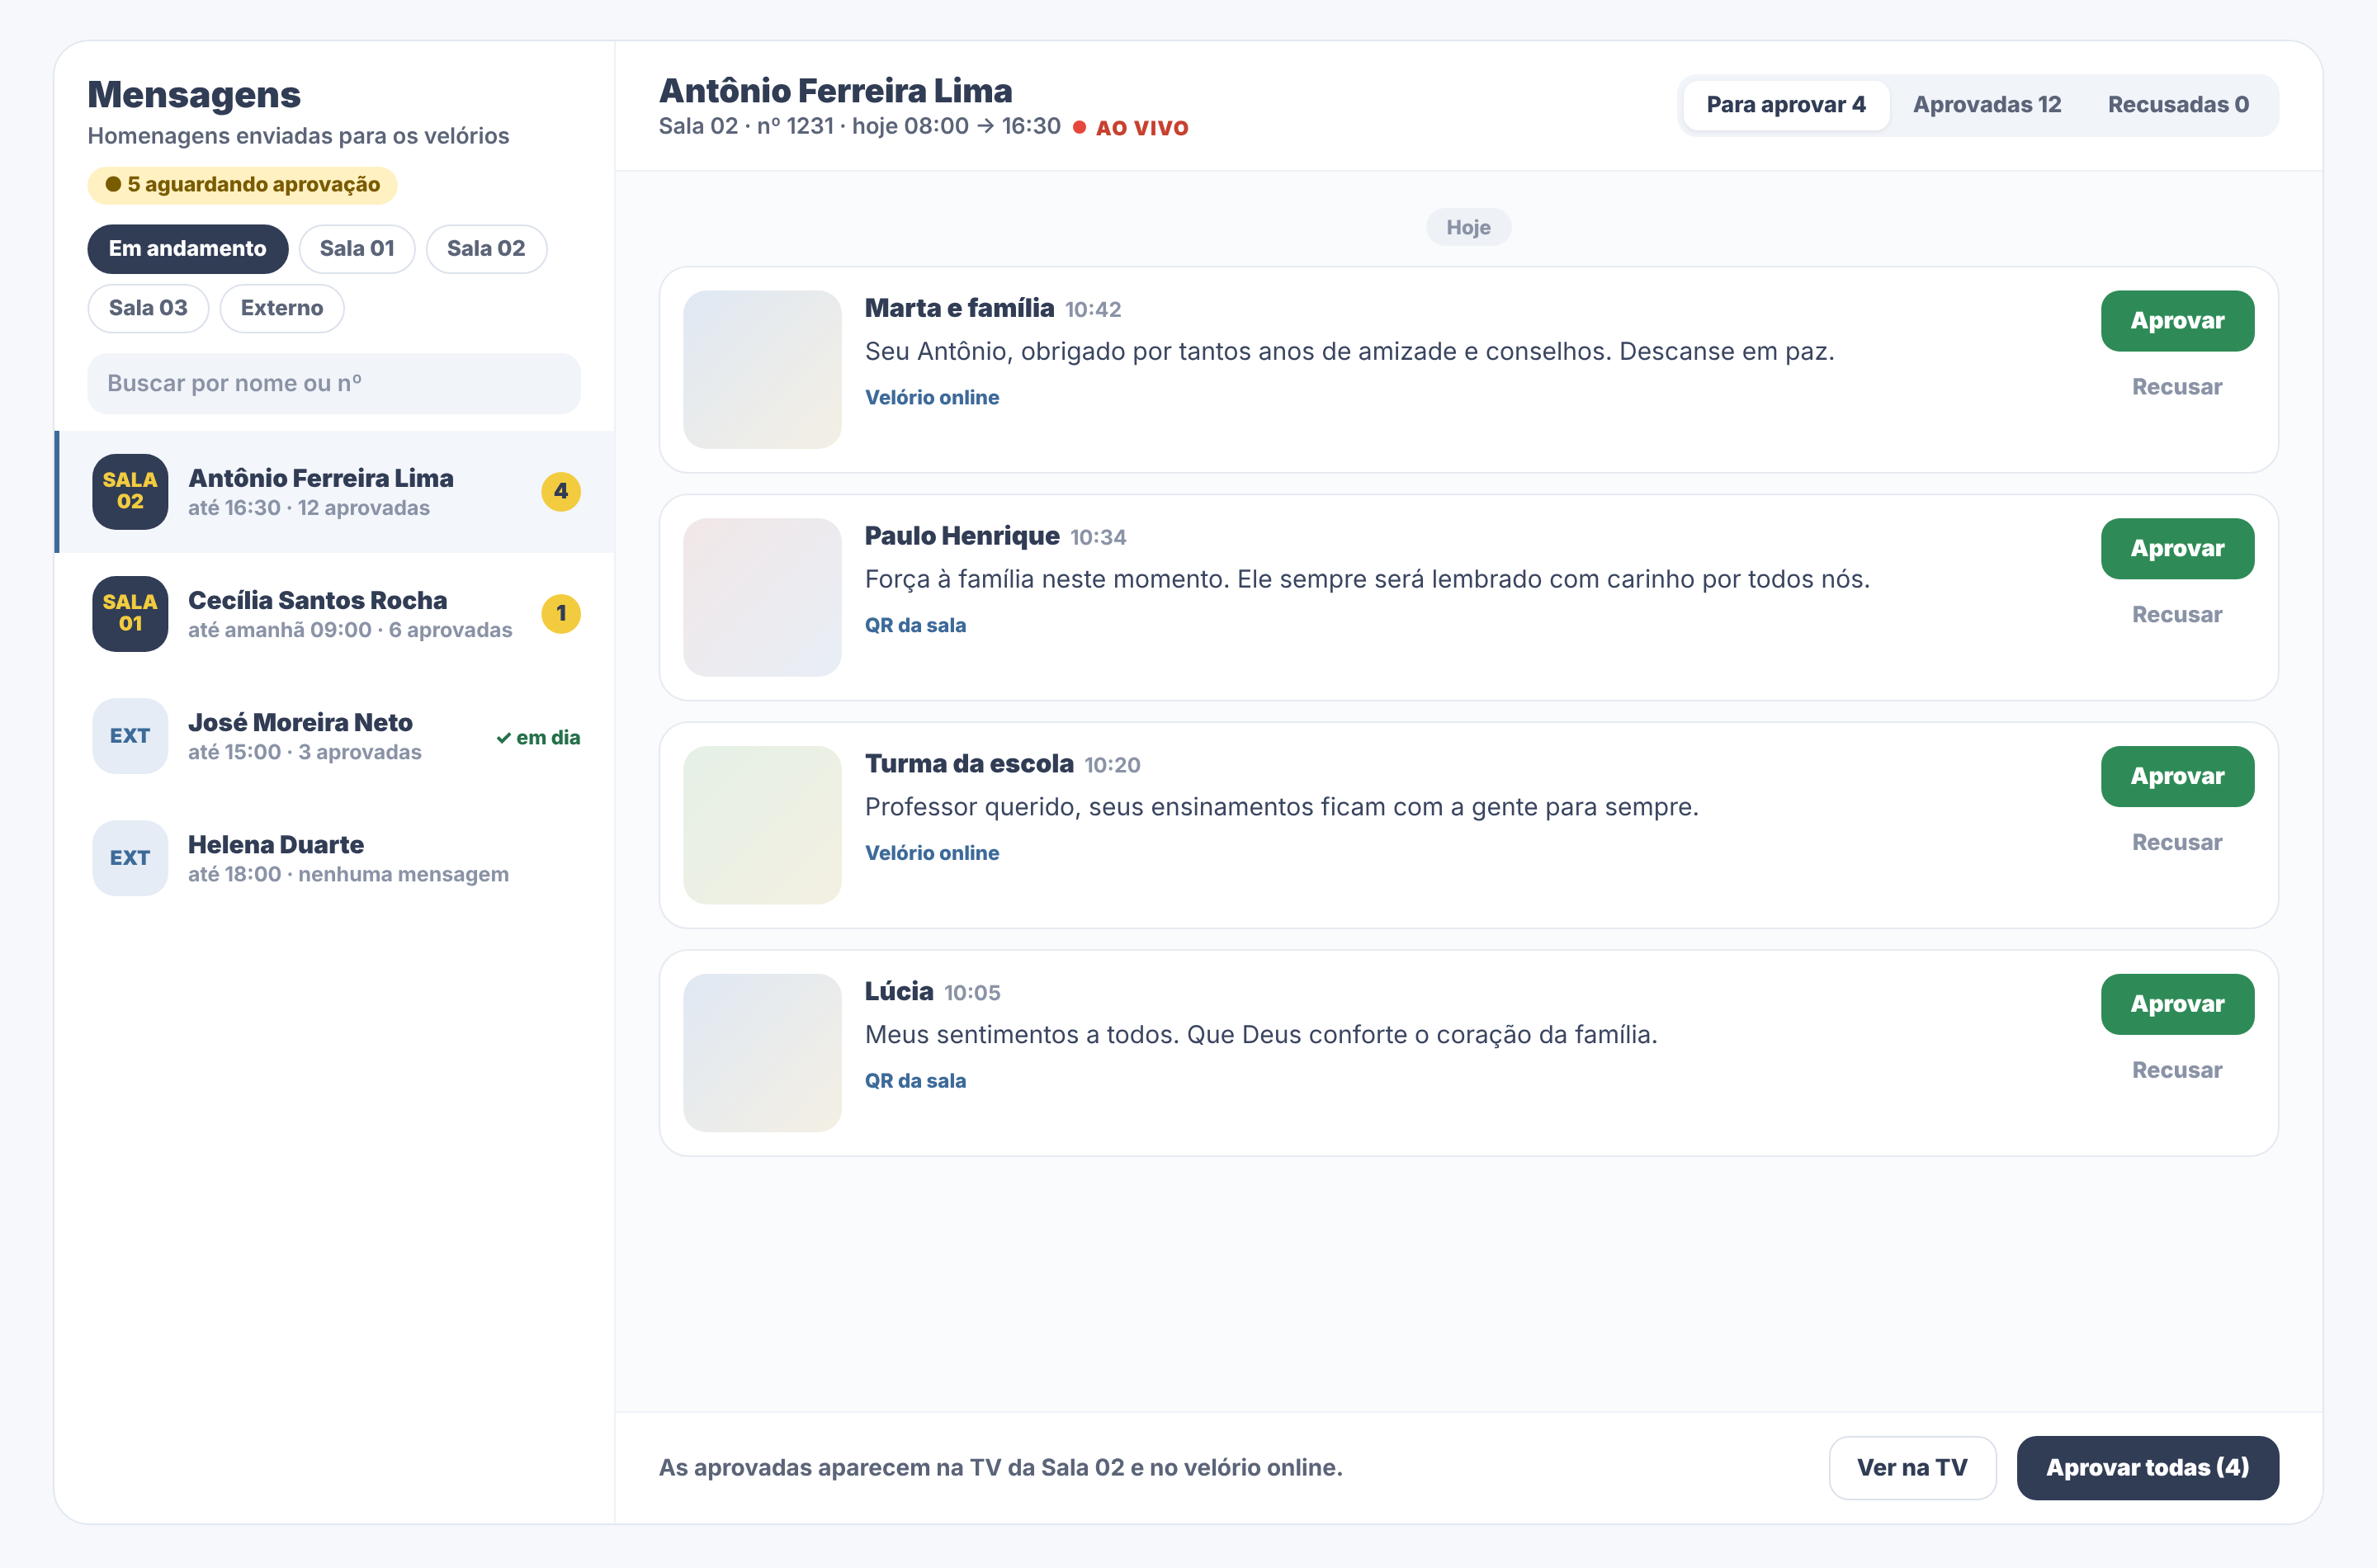 Mensagens
Homenagens enviadas para os velórios
5 aguardando aprovação
Em andamento
Sala 01
Sala 02
Sala 03
Externo
Buscar por nome ou nº
SALA
02
Antônio Ferreira Lima
até 16:30 · 12 aprovadas
4
SALA
01
Cecília Santos Rocha
até amanhã 09:00 · 6 aprovadas
1
EXT
José Moreira Neto
até 15:00 · 3 aprovadas
✓ em dia
EXT
Helena Duarte
até 18:00 · nenhuma mensagem
Antônio Ferreira Lima
Sala 02 · nº 1231 · hoje 08:00 → 16:30
AO VIVO
Para aprovar 4
Aprovadas 12
Recusadas 0
Hoje
Marta e família 10:42
Seu Antônio, obrigado por tantos anos de amizade e conselhos. Descanse em paz.
Velório online
Aprovar
Recusar
Paulo Henrique 10:34
Força à família neste momento. Ele sempre será lembrado com carinho por todos nós.
QR da sala
Aprovar
Recusar
Turma da escola 10:20
Professor querido, seus ensinamentos ficam com a gente para sempre.
Velório online
Aprovar
Recusar
Lúcia 10:05
Meus sentimentos a todos. Que Deus conforte o coração da família.
QR da sala
Aprovar
Recusar
As aprovadas aparecem na TV da Sala 02 e no velório online.
Ver na TV
Aprovar todas (4)